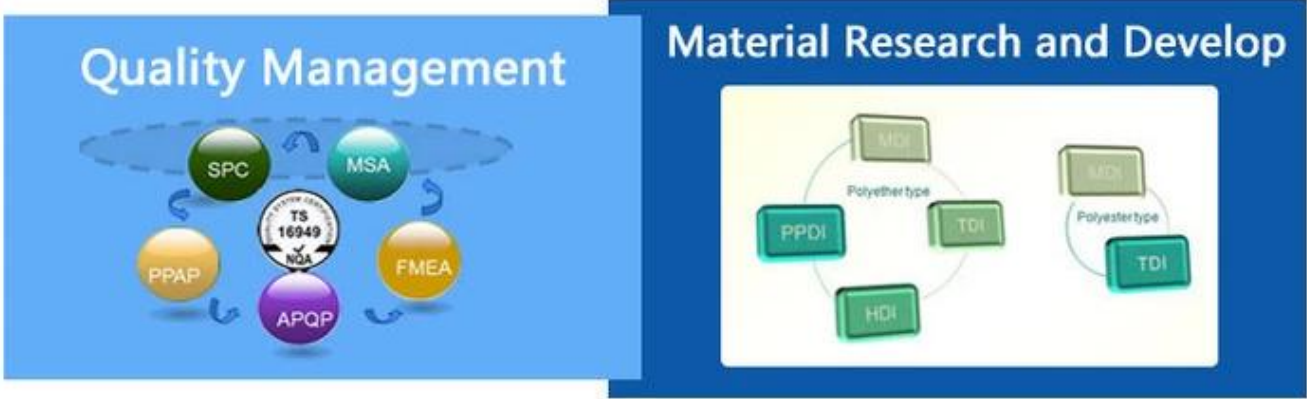 Quality Management
SPC
MSA
TS
16949
NQA
PPAP
FMEA
APQP
Material Research and Develop
MDI
Polyether type
PPDI
TDI
HDI
MDI
Polyester type
TDI